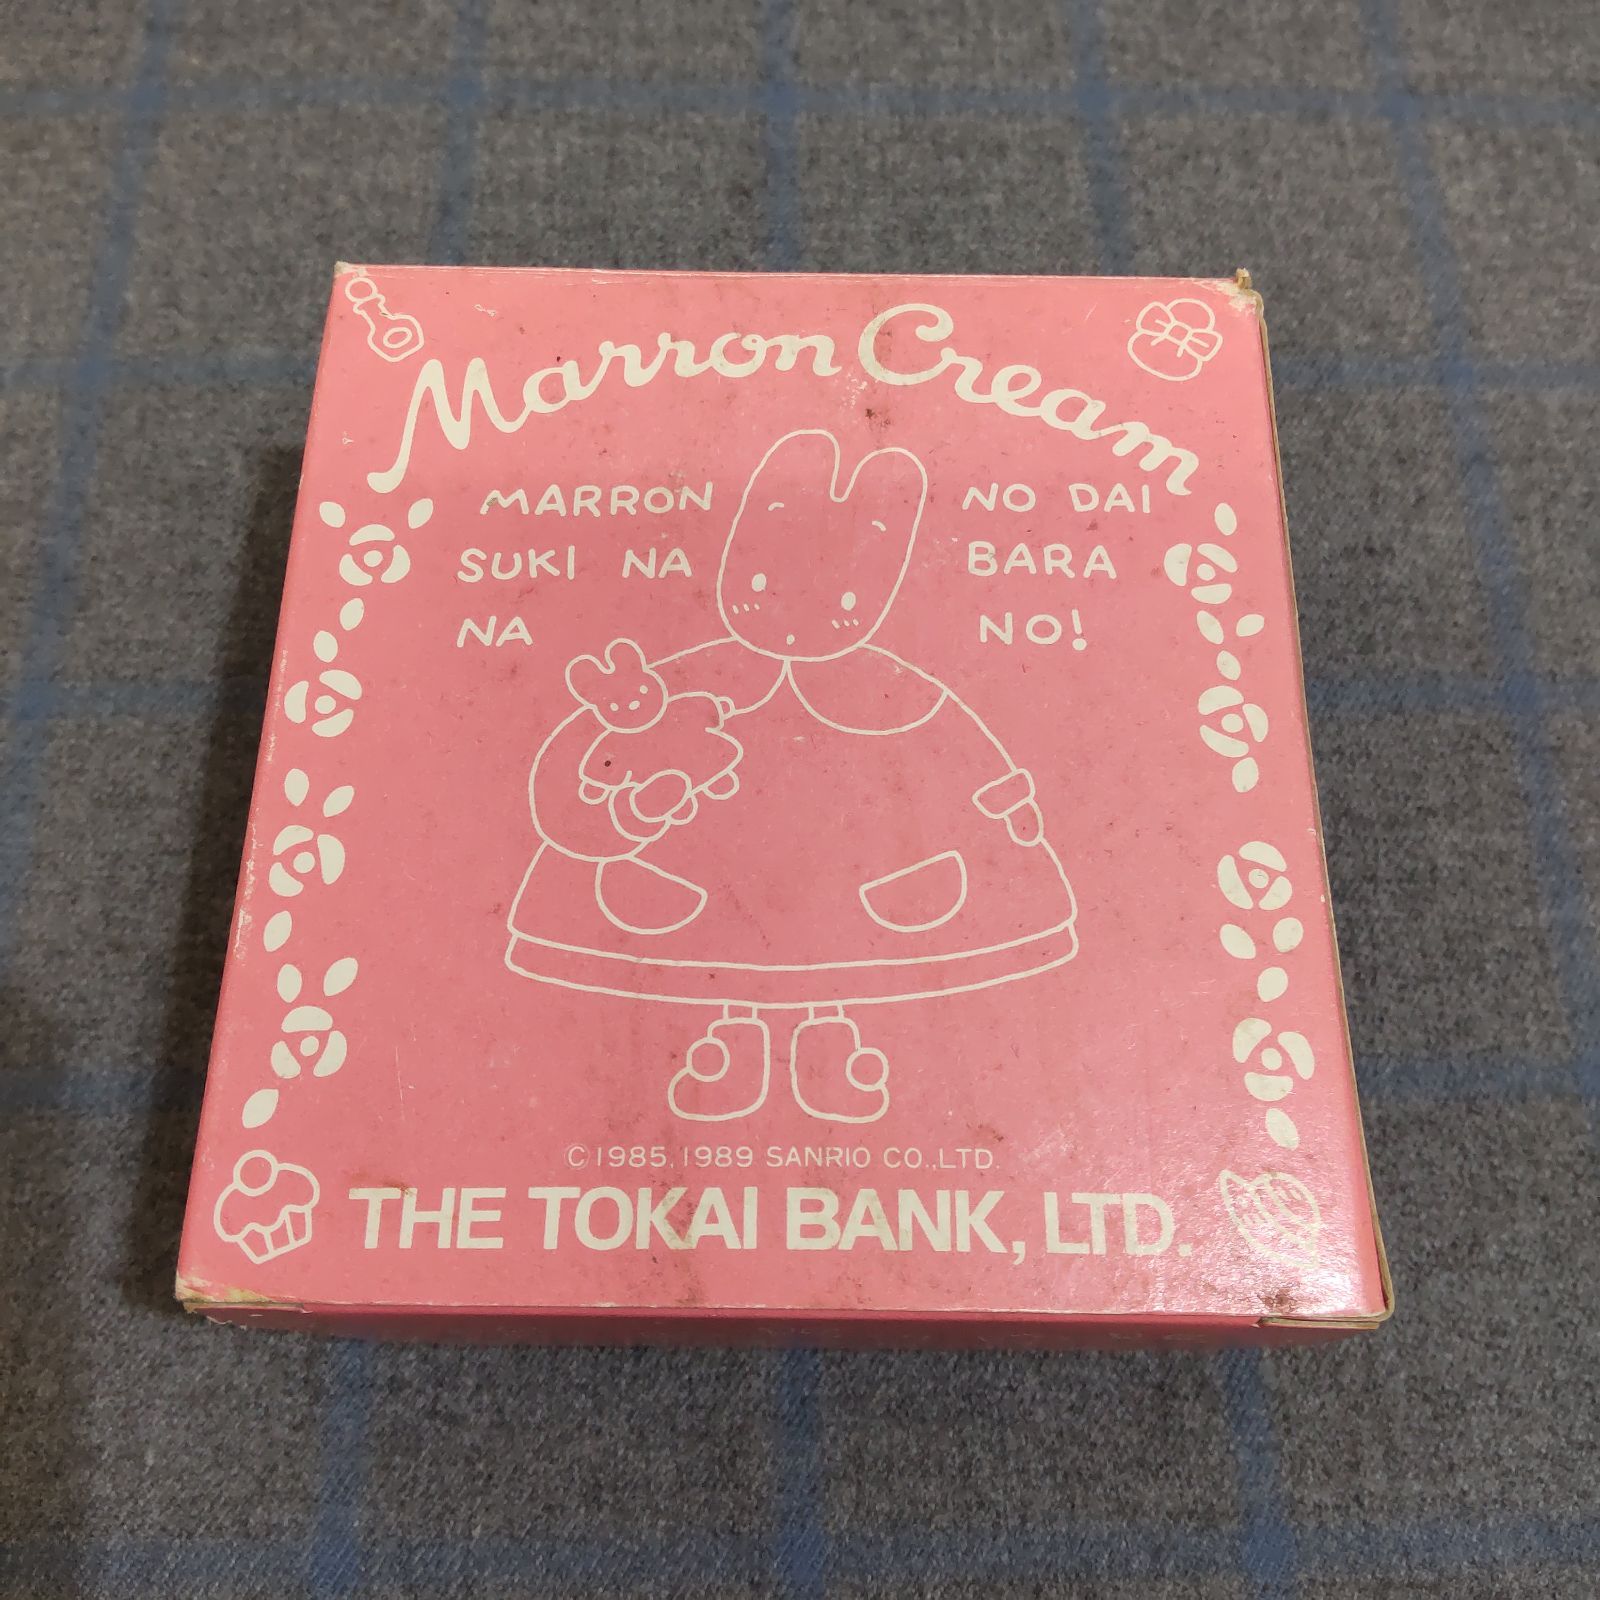 Marron Cream
MARRON NO DAI
SUKI NA BARA
NA NO!
©1985, 1989 SANRIO CO., LTD.
THE TOKAI BANK, LTD.